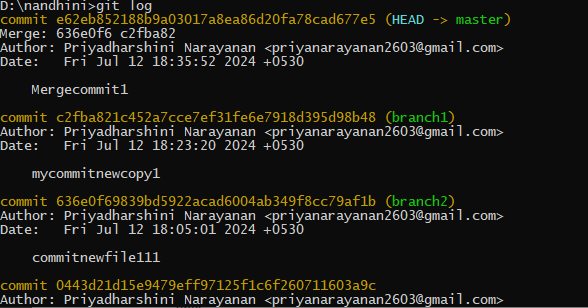 D:\nandhini>git log
commit e62eb852188b9a03017a8ea86d20fa78cad677e5 (HEAD -> master)
Merge: 636e0f6 c2fba82
Author: Priyadharshini Narayanan <priyanarayanan2603@gmail.com>
Date:   Fri Jul 12 18:35:52 2024 +0530
Mergecommit1
commit c2fba821c452a7cce7ef31fe6e7918d395d98b48 (branch1)
Author: Priyadharshini Narayanan <priyanarayanan2603@gmail.com>
Date:   Fri Jul 12 18:23:20 2024 +0530
mycommitnewcopy1
commit 636e0f69839bd5922acad6004ab349f8cc79af1b (branch2)
Author: Priyadharshini Narayanan <priyanarayanan2603@gmail.com>
Date:   Fri Jul 12 18:05:01 2024 +0530
commitnewfile111
commit 0443d21d15e9479eff97125f1c6f260711603a9c
Author: Priyadharshini Narayanan <priyanarayanan2603@gmail.com>